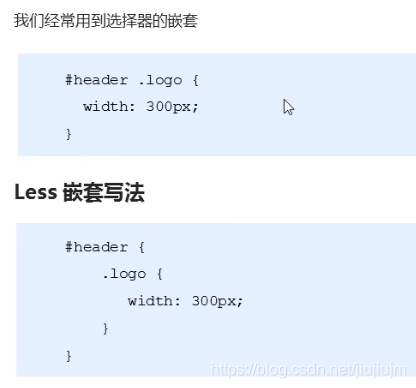 我们经常用到选择器的嵌套
#header .logo {
width: 300px;
}
Less 嵌套写法
#header {
.logo {
width: 300px;
}
}
https://blog.csdn.net/jiujiujm